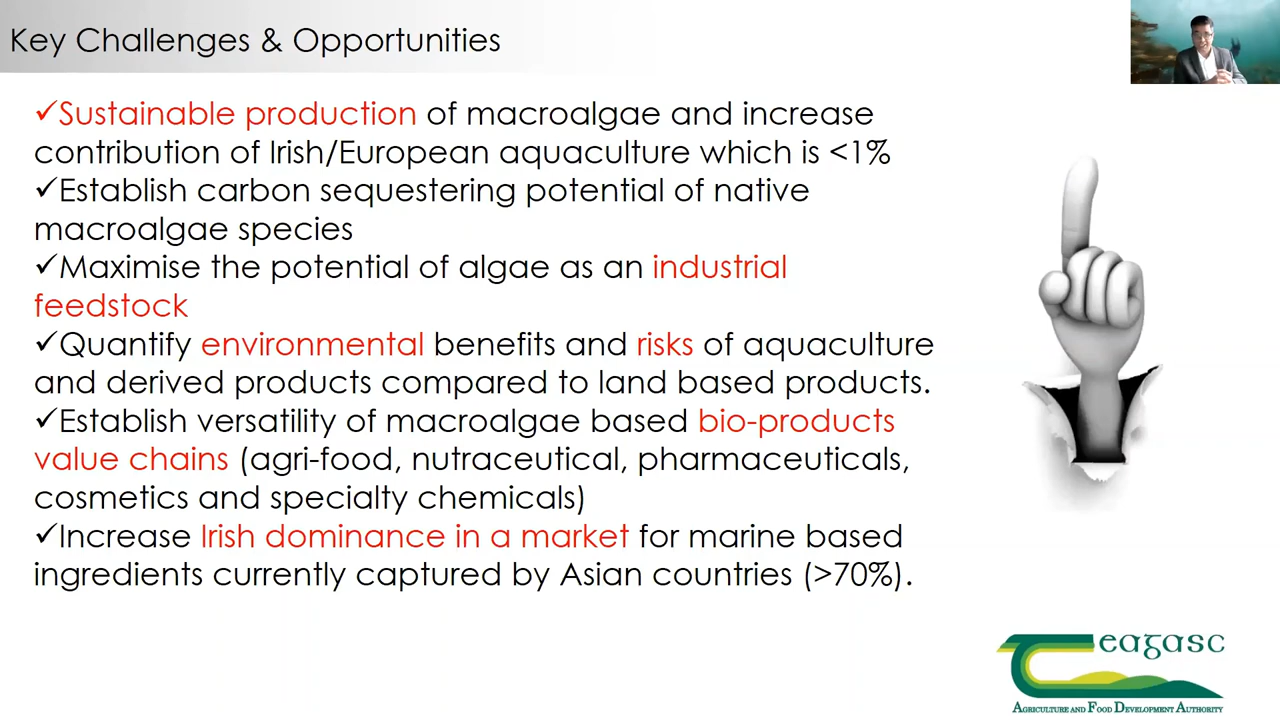 Key Challenges & Opportunities
✓Sustainable production of macroalgae and increase
contribution of Irish/European aquaculture which is <1%
✓Establish carbon sequestering potential of native
macroalgae species
✓Maximise the potential of algae as an industrial
feedstock
✓Quantify environmental benefits and risks of aquaculture
and derived products compared to land based products.
✓Establish versatility of macroalgae based bio-products
value chains (agri-food, nutraceutical, pharmaceuticals,
cosmetics and specialty chemicals)
✓Increase Irish dominance in a market for marine based
ingredients currently captured by Asian countries (>70%).
Teagasc
AGRICULTURE AND FOOD DEVELOPMENT AUTHORITY